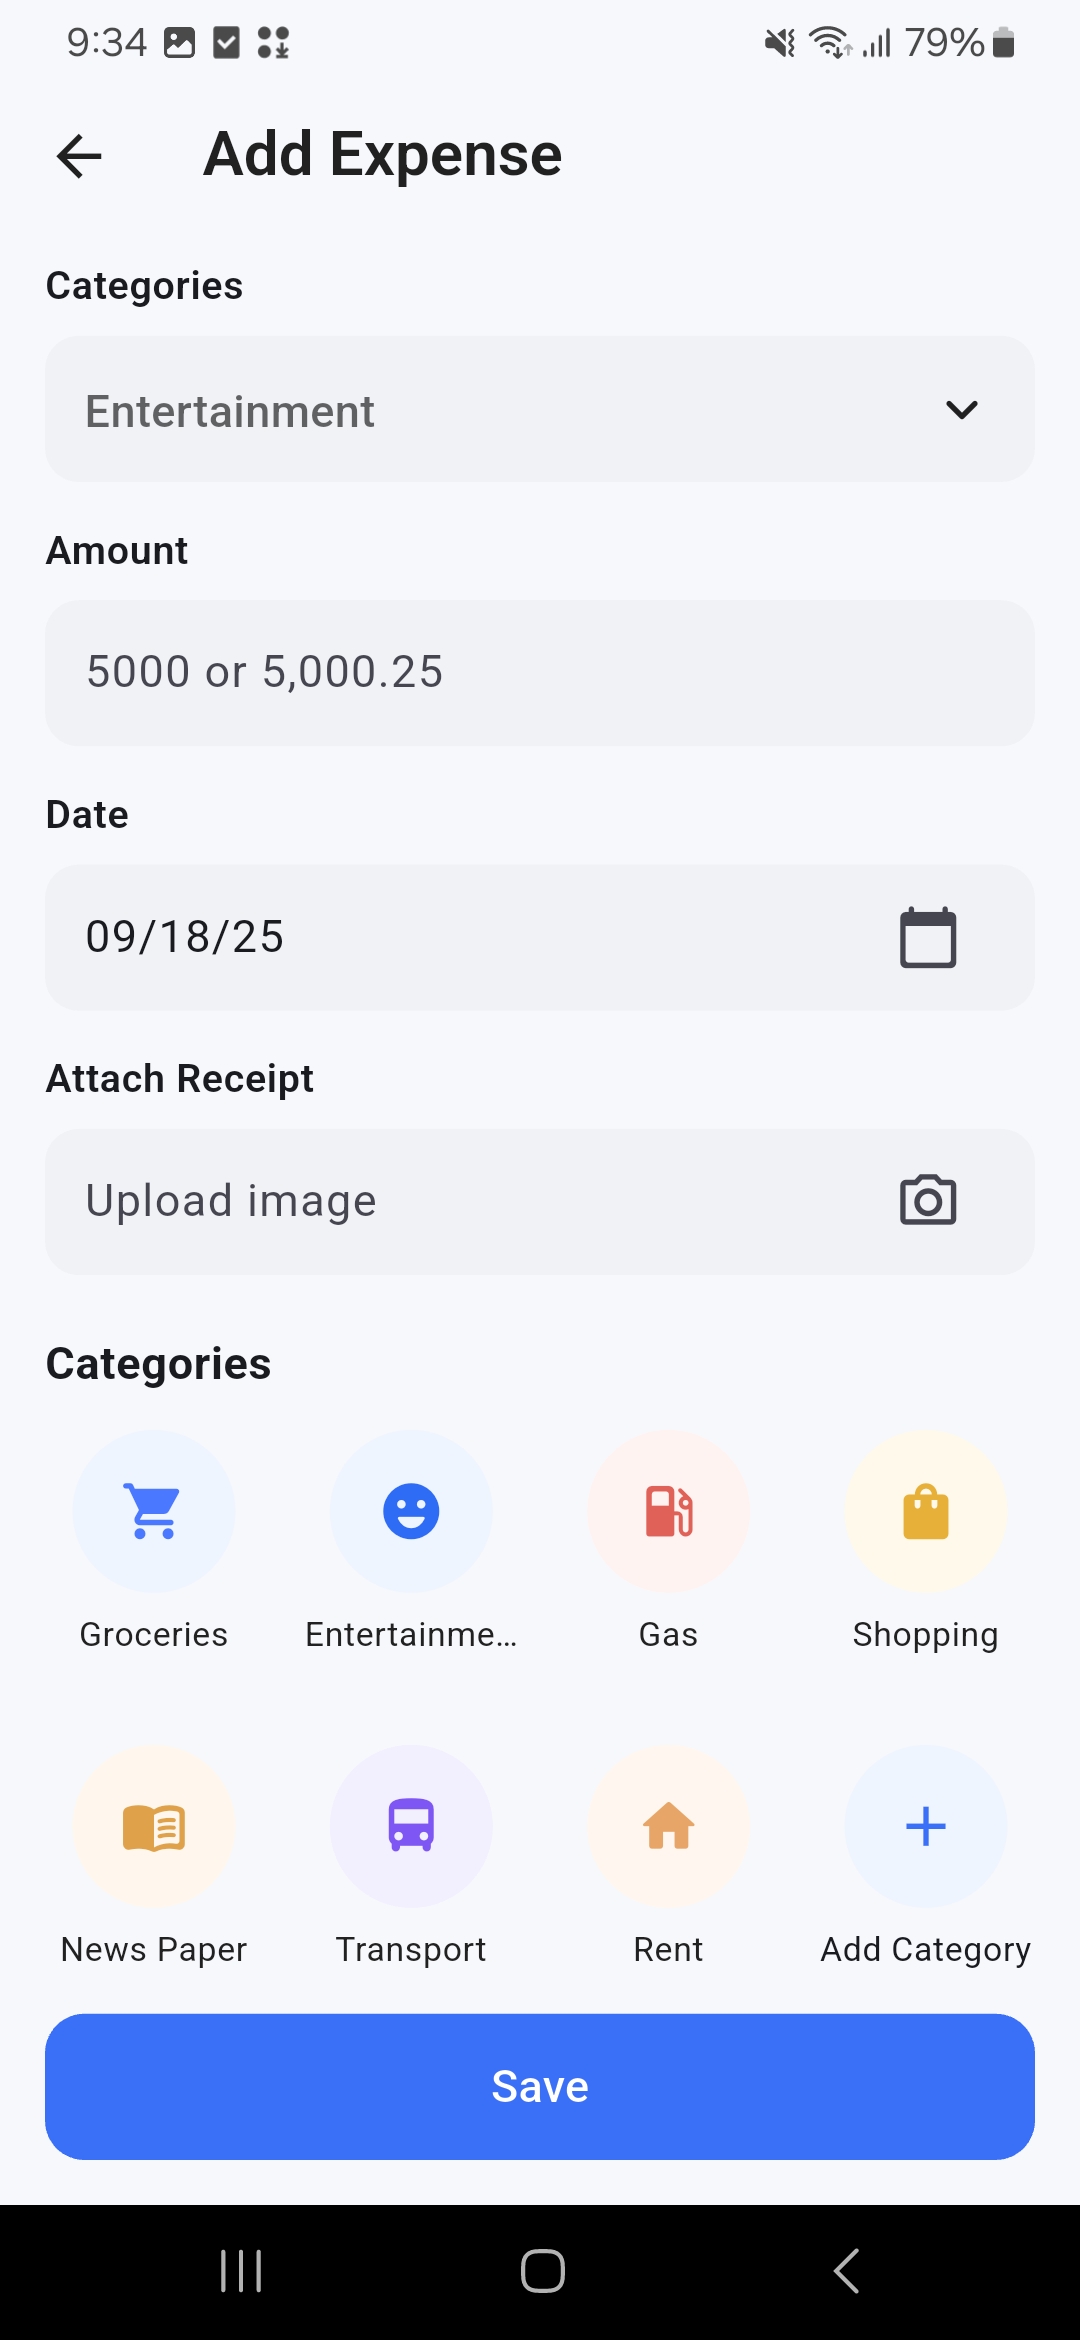 9:34 79%
Add Expense
Categories
Entertainment
Amount
5000 or 5,000.25
Date
09/18/25
Attach Receipt
Upload image
Categories
Groceries Entertainme... Gas Shopping
News Paper Transport Rent Add Category
Save